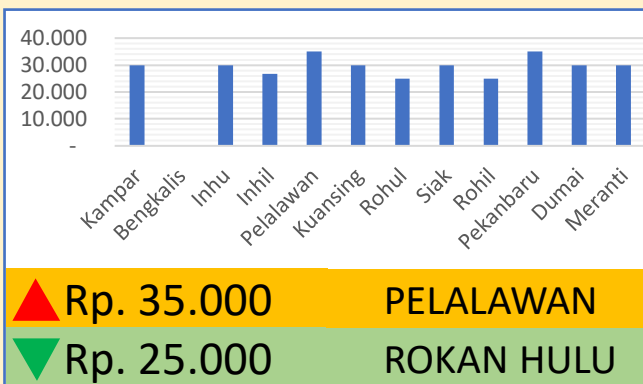 40.000
30.000
20.000
10.000
-
Kampar
Bengkalis
Inhu
Inhil
Pelalawan
Kuansing
Rohul
Siak
Rohil
Pekanbaru
Dumai
Meranti
Rp. 35.000 PELALAWAN
Rp. 25.000 ROKAN HULU